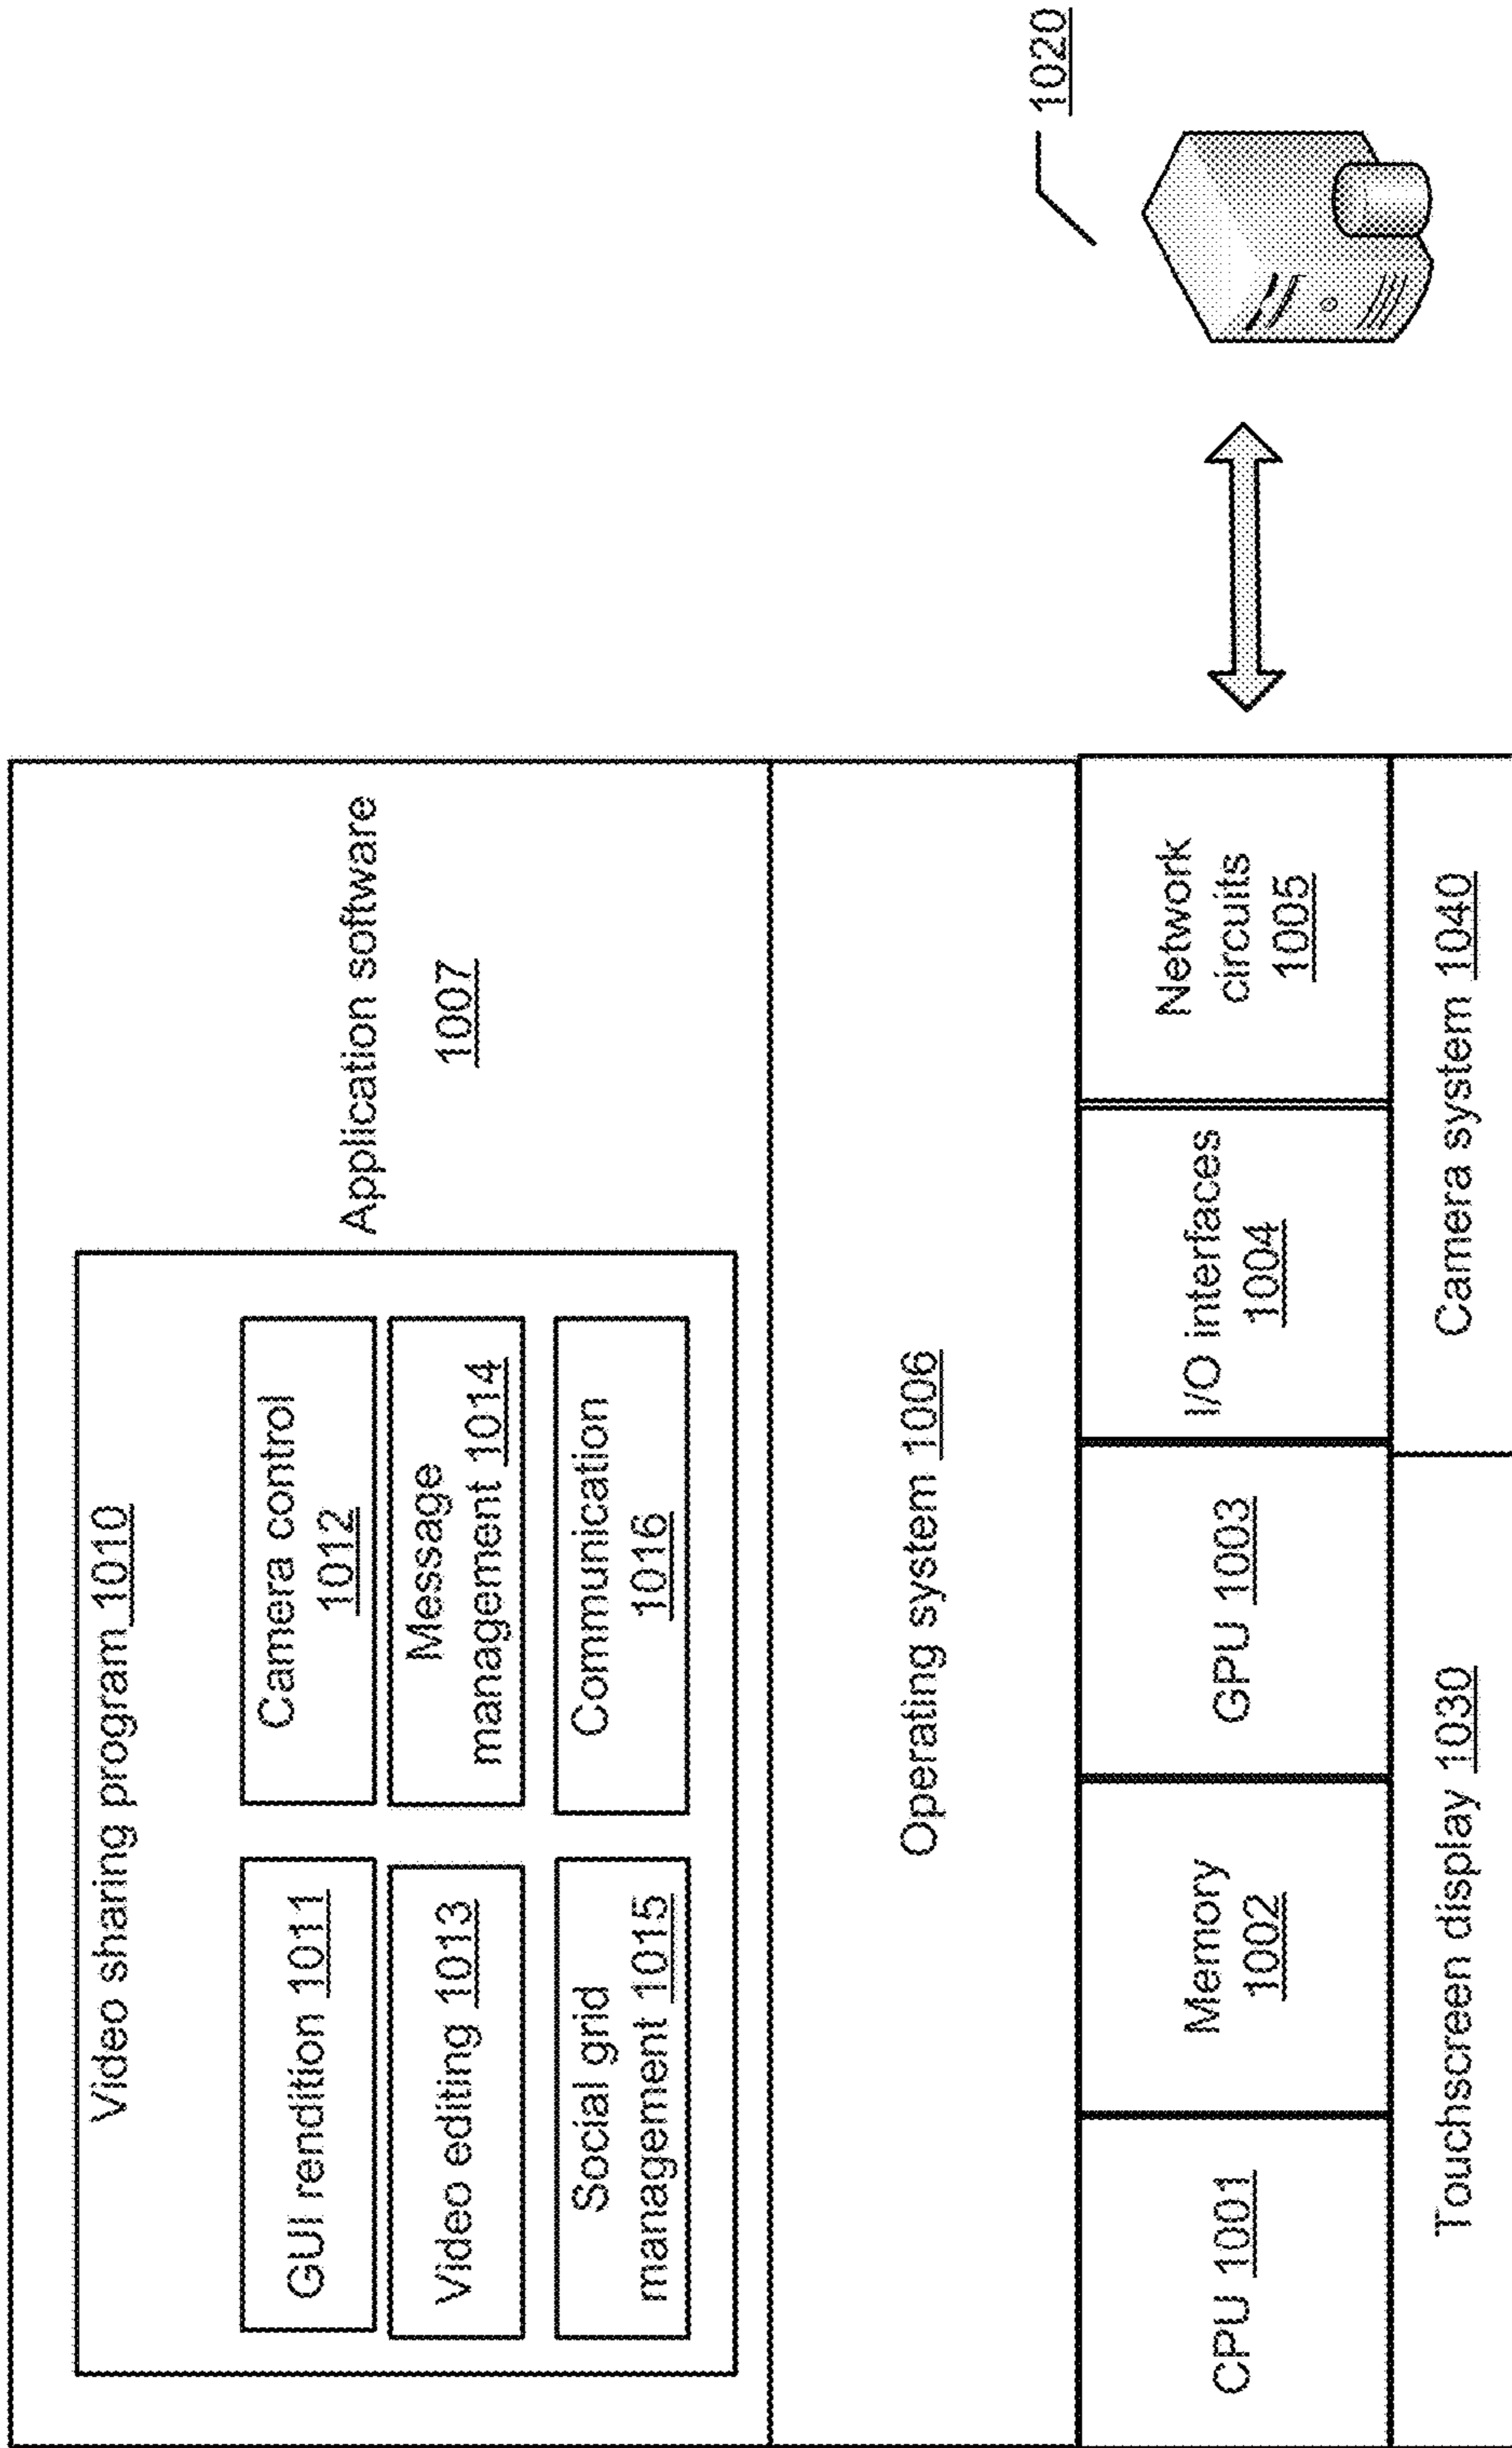 Video sharing program 1010
GUI rendition 1011
Camera control
1012
Video editing 1013
Message
management 1014
Social grid
management 1015
Communication
1016
Application software
1007
Operating system 1006
CPU 1001
Memory
1002
GPU 1003
I/O interfaces
1004
Network
circuits
1005
Touchscreen display 1030
Camera system 1040
1020